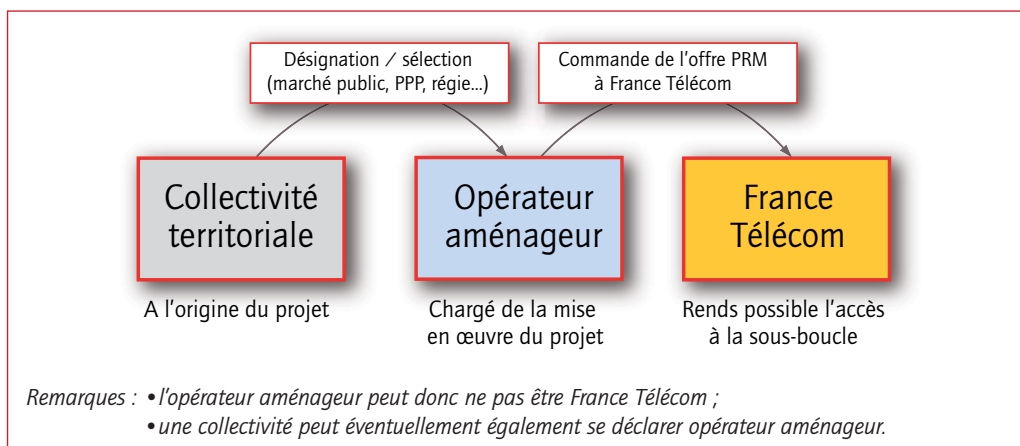 Désignation / sélection
(marché public, PPP, régie...)
Commande de l'offre PRM
à France Télécom
Collectivité
territoriale
Opérateur
aménageur
France
Télécom
A l'origine du projet
Chargé de la mise
en œuvre du projet
Rends possible l'accès
à la sous-boucle
Remarques : • l'opérateur aménageur peut donc ne pas être France Télécom ;
• une collectivité peut éventuellement également se déclarer opérateur aménageur.